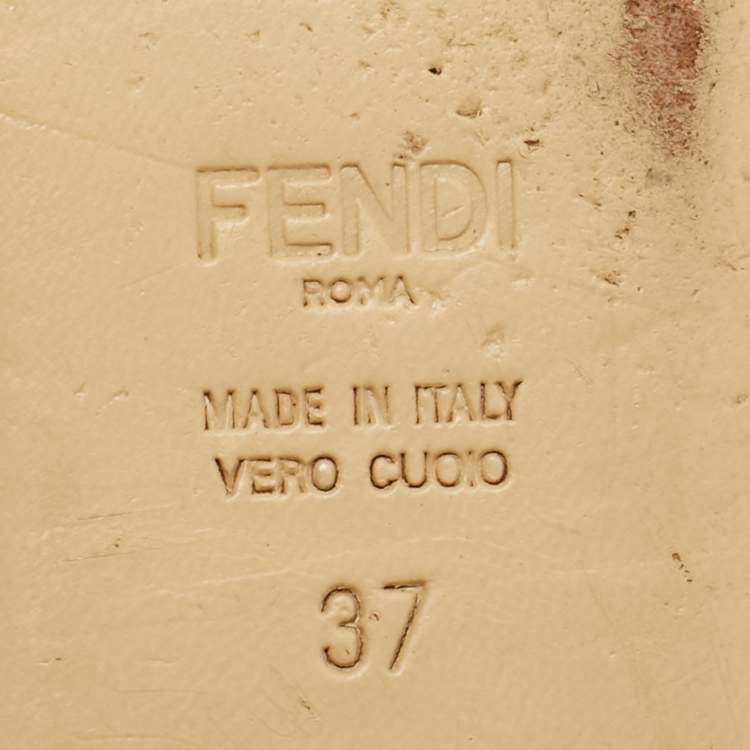 FENDI
ROMA
MADE IN ITALY
VERO CUOIO
37